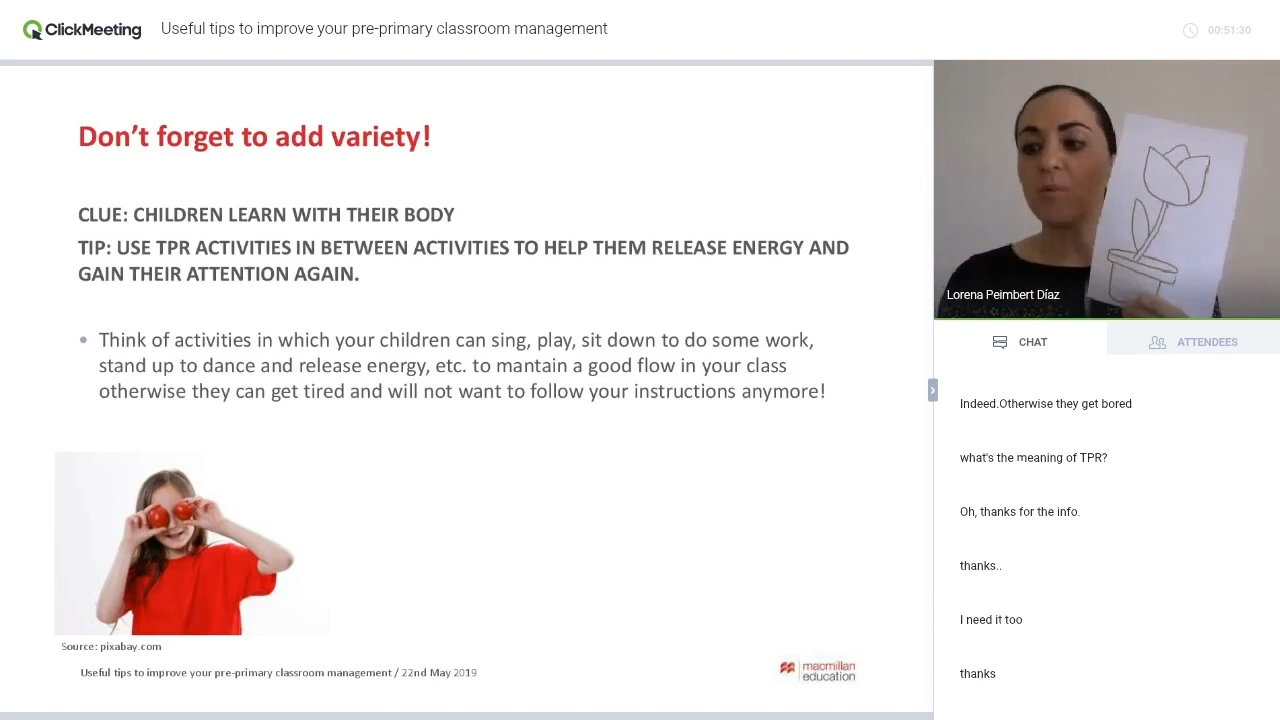 ClickMeeting
Useful tips to improve your pre-primary classroom management
00:51:30
Don't forget to add variety!
CLUE: CHILDREN LEARN WITH THEIR BODY
TIP: USE TPR ACTIVITIES IN BETWEEN ACTIVITIES TO HELP THEM RELEASE ENERGY AND
GAIN THEIR ATTENTION AGAIN.
• Think of activities in which your children can sing, play, sit down to do some work,
stand up to dance and release energy, etc. to mantain a good flow in your class
otherwise they can get tired and will not want to follow your instructions anymore!
Source: pixabay.com
Useful tips to improve your pre-primary classroom management / 22nd May 2019
macmillan
education
Lorena Peimbert Díaz
CHAT
ATTENDEES
Indeed.Otherwise they get bored
what's the meaning of TPR?
Oh, thanks for the info.
thanks..
I need it too
thanks